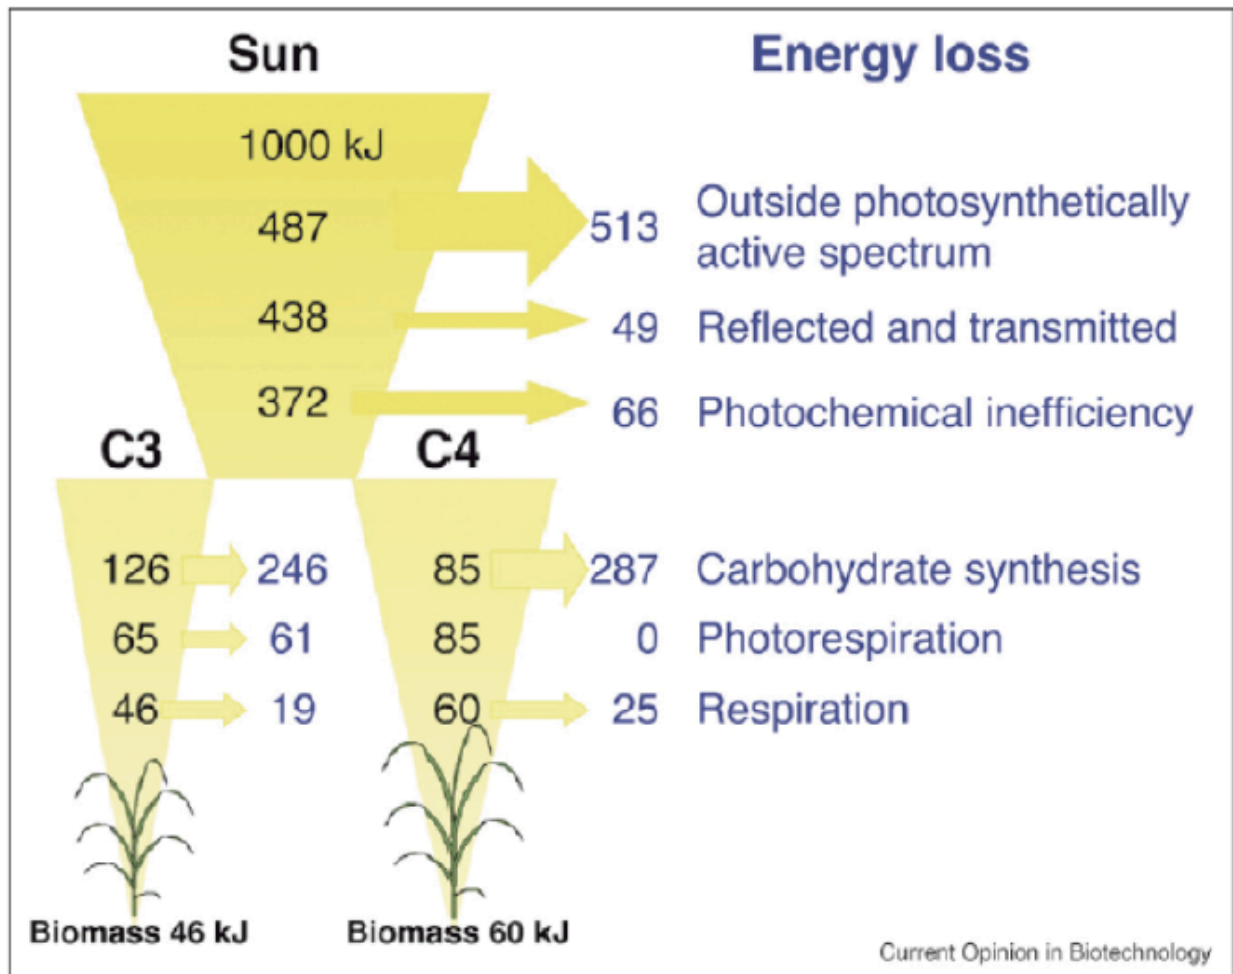 Sun
Energy loss
1000 kJ
487
513
Outside photosynthetically
active spectrum
438
49
Reflected and transmitted
372
66
Photochemical inefficiency
C3
C4
126
246
85
287
Carbohydrate synthesis
65
61
85
0
Photorespiration
46
19
60
25
Respiration
Biomass 46 kJ
Biomass 60 kJ
Current Opinion in Biotechnology